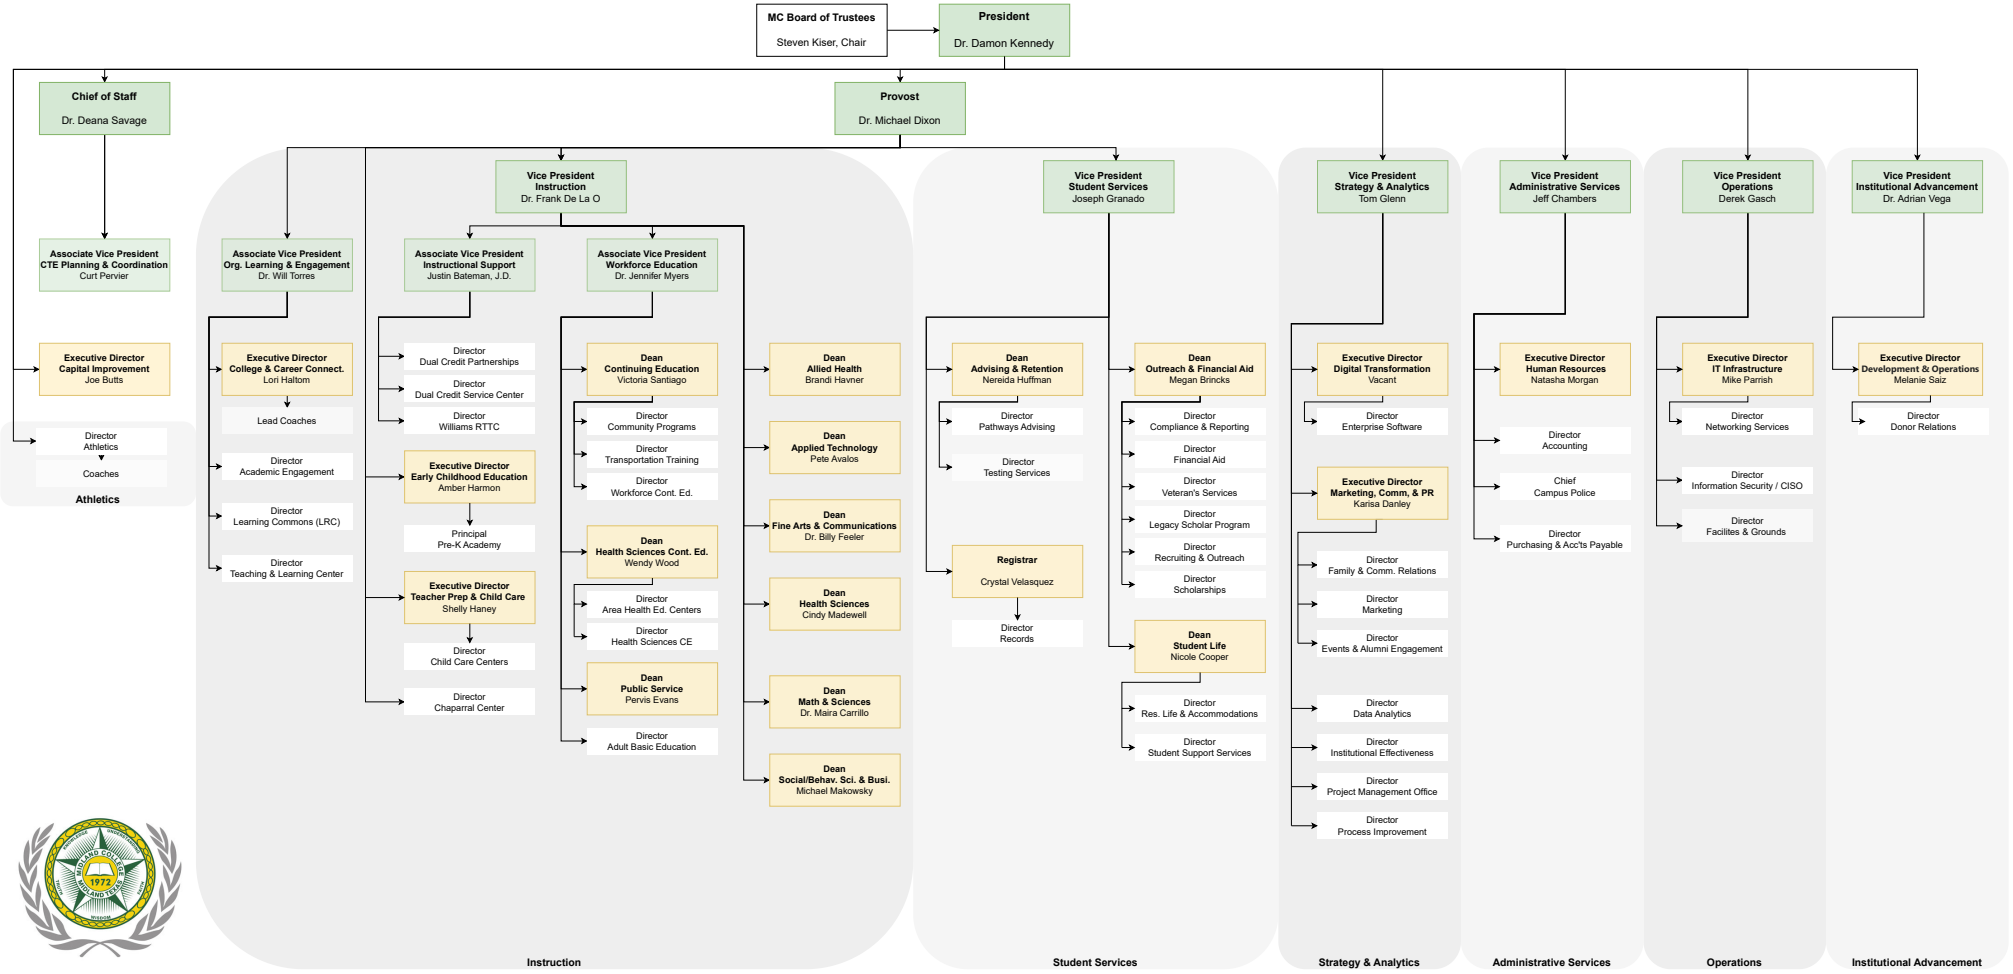 MC Board of Trustees
Steven Kiser, Chair
President
Dr. Damon Kennedy
Chief of Staff
Dr. Deana Savage
Provost
Dr. Michael Dixon
Associate Vice President
CTE Planning & Coordination
Curt Pervier
Executive Director
Capital Improvement
Joe Butts
Director
Athletics
Coaches
Athletics
Vice President
Instruction
Dr. Frank De La O
Associate Vice President
Org. Learning & Engagement
Dr. Will Torres
Executive Director
College & Career Connect.
Lori Haltom
Lead Coaches
Director
Academic Engagement
Director
Learning Commons (LRC)
Director
Teaching & Learning Center
Associate Vice President
Instructional Support
Justin Bateman, J.D.
Director
Dual Credit Partnerships
Director
Dual Credit Service Center
Director
Williams RTTC
Executive Director
Early Childhood Education
Amber Harmon
Principal
Pre-K Academy
Executive Director
Teacher Prep & Child Care
Shelly Haney
Director
Child Care Centers
Director
Chaparral Center
Associate Vice President
Workforce Education
Dr. Jennifer Myers
Dean
Continuing Education
Victoria Santiago
Director
Community Programs
Director
Transportation Training
Director
Workforce Cont. Ed.
Dean
Health Sciences Cont. Ed.
Wendy Wood
Director
Area Health Ed. Centers
Director
Health Sciences CE
Dean
Public Service
Pervis Evans
Director
Adult Basic Education
Dean
Allied Health
Brandi Havner
Dean
Applied Technology
Pete Avalos
Dean
Fine Arts & Communications
Dr. Billy Feeler
Dean
Health Sciences
Cindy Madewell
Dean
Math & Sciences
Dr. Maira Carrillo
Dean
Social/Behav. Sci. & Busi.
Michael Makowsky
Instruction
Vice President
Student Services
Joseph Granado
Dean
Advising & Retention
Nereida Huffman
Director
Pathways Advising
Director
Testing Services
Registrar
Crystal Velasquez
Director
Records
Dean
Outreach & Financial Aid
Megan Brincks
Director
Compliance & Reporting
Director
Financial Aid
Director
Veteran's Services
Director
Legacy Scholar Program
Director
Recruiting & Outreach
Director
Scholarships
Dean
Student Life
Nicole Cooper
Director
Res. Life & Accommodations
Director
Student Support Services
Student Services
Vice President
Strategy & Analytics
Tom Glenn
Executive Director
Digital Transformation
Vacant
Director
Enterprise Software
Executive Director
Marketing, Comm, & PR
Karisa Danley
Director
Family & Comm. Relations
Director
Marketing
Director
Events & Alumni Engagement
Director
Data Analytics
Director
Institutional Effectiveness
Director
Project Management Office
Director
Process Improvement
Strategy & Analytics
Vice President
Administrative Services
Jeff Chambers
Executive Director
Human Resources
Natasha Morgan
Director
Accounting
Chief
Campus Police
Director
Purchasing & Acc'ts Payable
Administrative Services
Vice President
Operations
Derek Gasch
Executive Director
IT Infrastructure
Mike Parrish
Director
Networking Services
Director
Information Security / CISO
Director
Facilites & Grounds
Operations
Vice President
Institutional Advancement
Dr. Adrian Vega
Executive Director
Development & Operations
Melanie Saiz
Director
Donor Relations
Institutional Advancement
KNOWLEDGE
UNDERSTANDING
TRUTH
FAITH
WISDOM
MIDLAND COLLEGE
MIDLAND TEXAS
1972